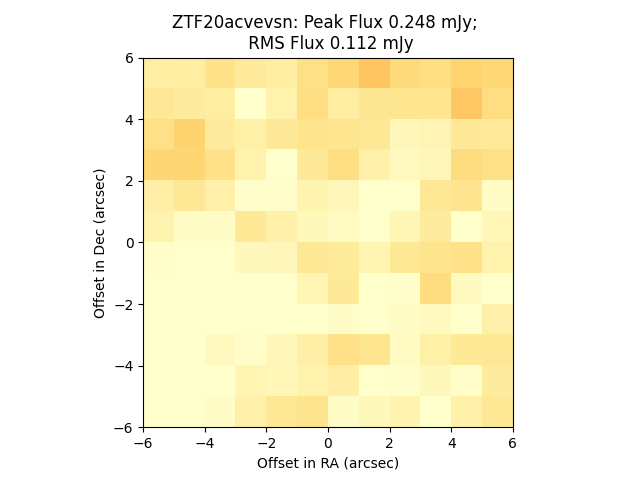 ZTF20acvevsn: Peak Flux 0.248 mJy;
RMS Flux 0.112 mJy
6
4
2
0
−2
−4
−6
Offset in Dec (arcsec)
−6 −4 −2 0 2 4 6
Offset in RA (arcsec)